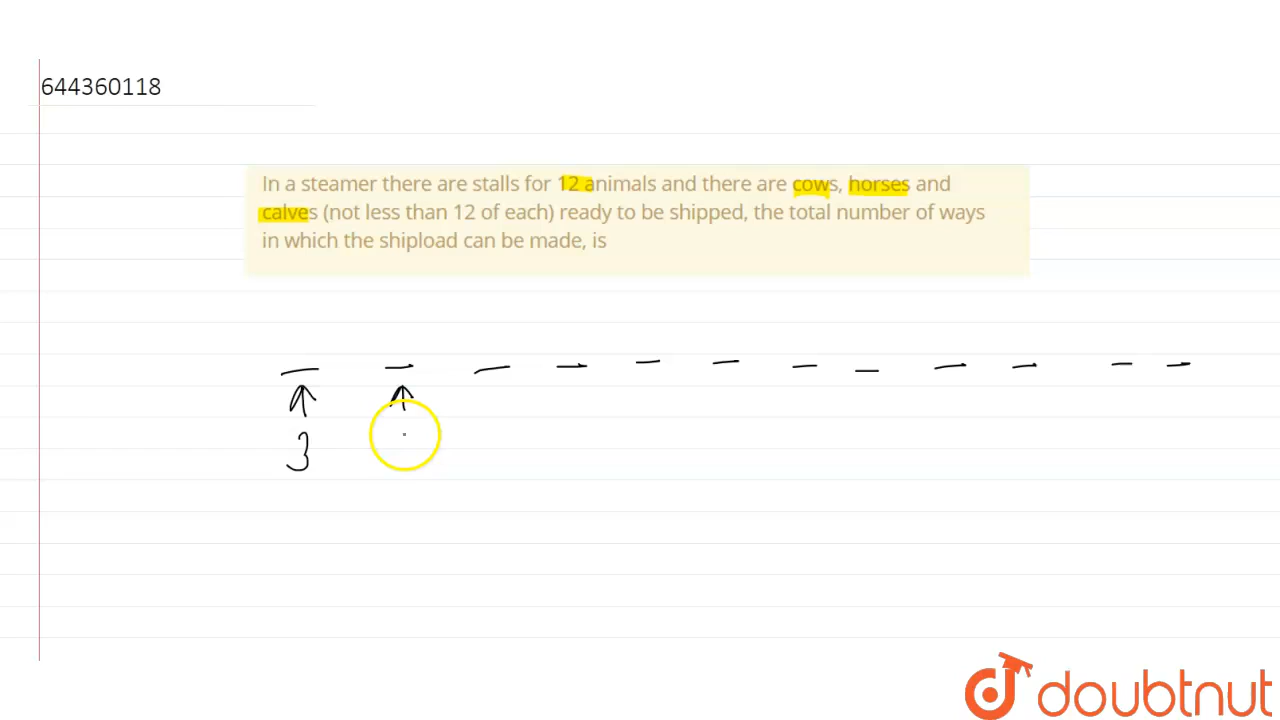 644360118
In a steamer there are stalls for 12 animals and there are cows, horses and
calves (not less than 12 of each) ready to be shipped, the total number of ways
in which the shipload can be made, is
3
doubtnut